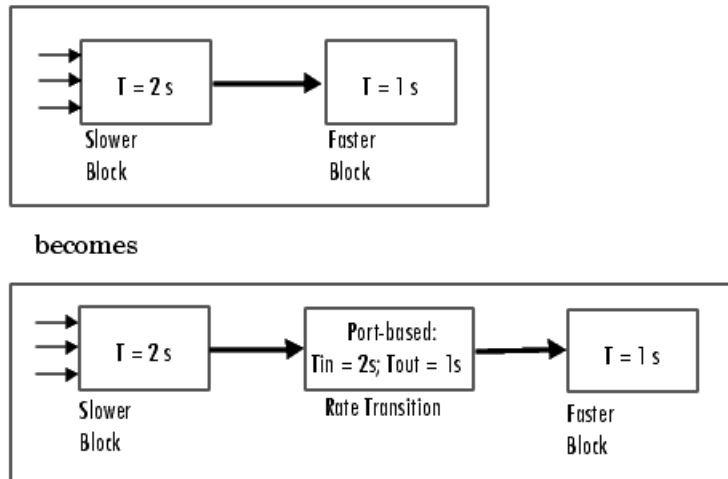 T = 2 s
T = 1 s
Slower
Block
Faster
Block
becomes
T = 2 s
Port-based:
Tin = 2s; Tout = 1s
T = 1 s
Slower
Block
Rate Transition
Faster
Block